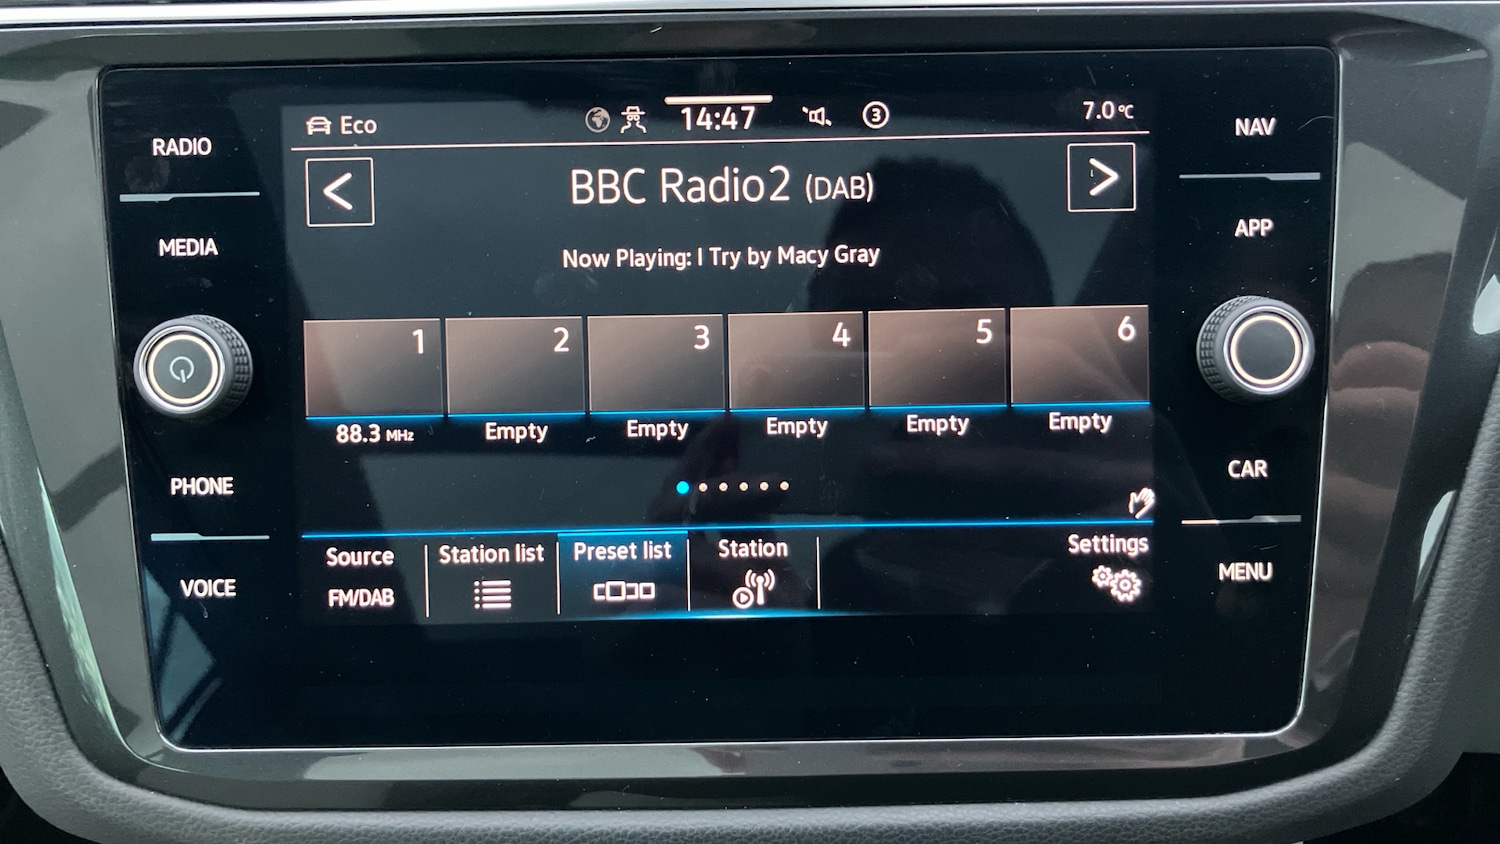 RADIO
MEDIA
PHONE
VOICE
Eco
14:47
3
7.0°C
<
BBC Radio2 (DAB)
>
Now Playing: I Try by Macy Gray
1 2 3 4 5 6
88.3 MHz Empty Empty Empty Empty Empty
Source
FM/DAB
Station list
Preset list
Station
Settings
NAV
APP
CAR
MENU